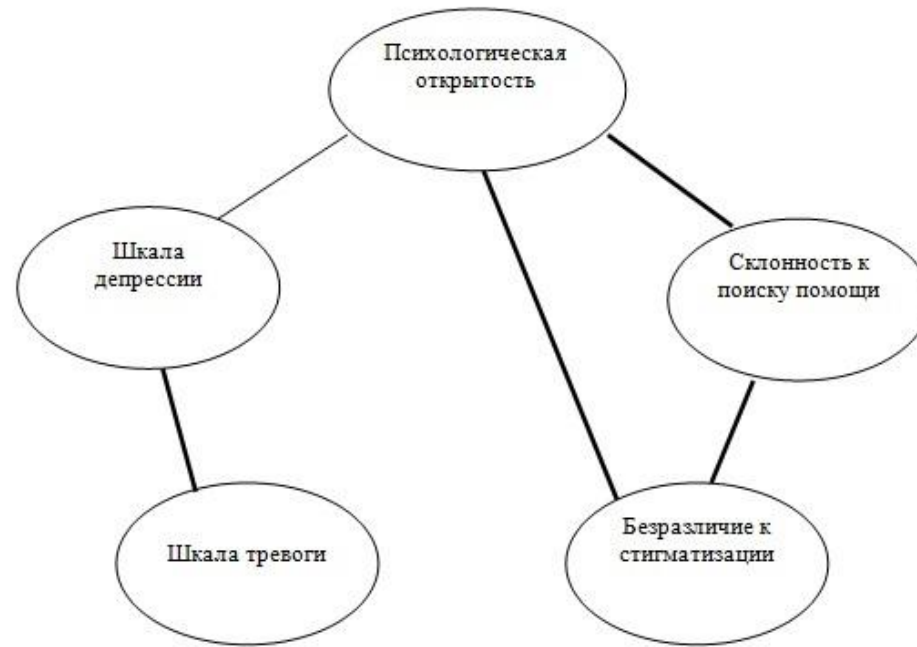 Психологическая
открытость
Шкала
депрессии
Склонность к
поиску помощи
Шкала тревоги
Безразличие к
стигматизации